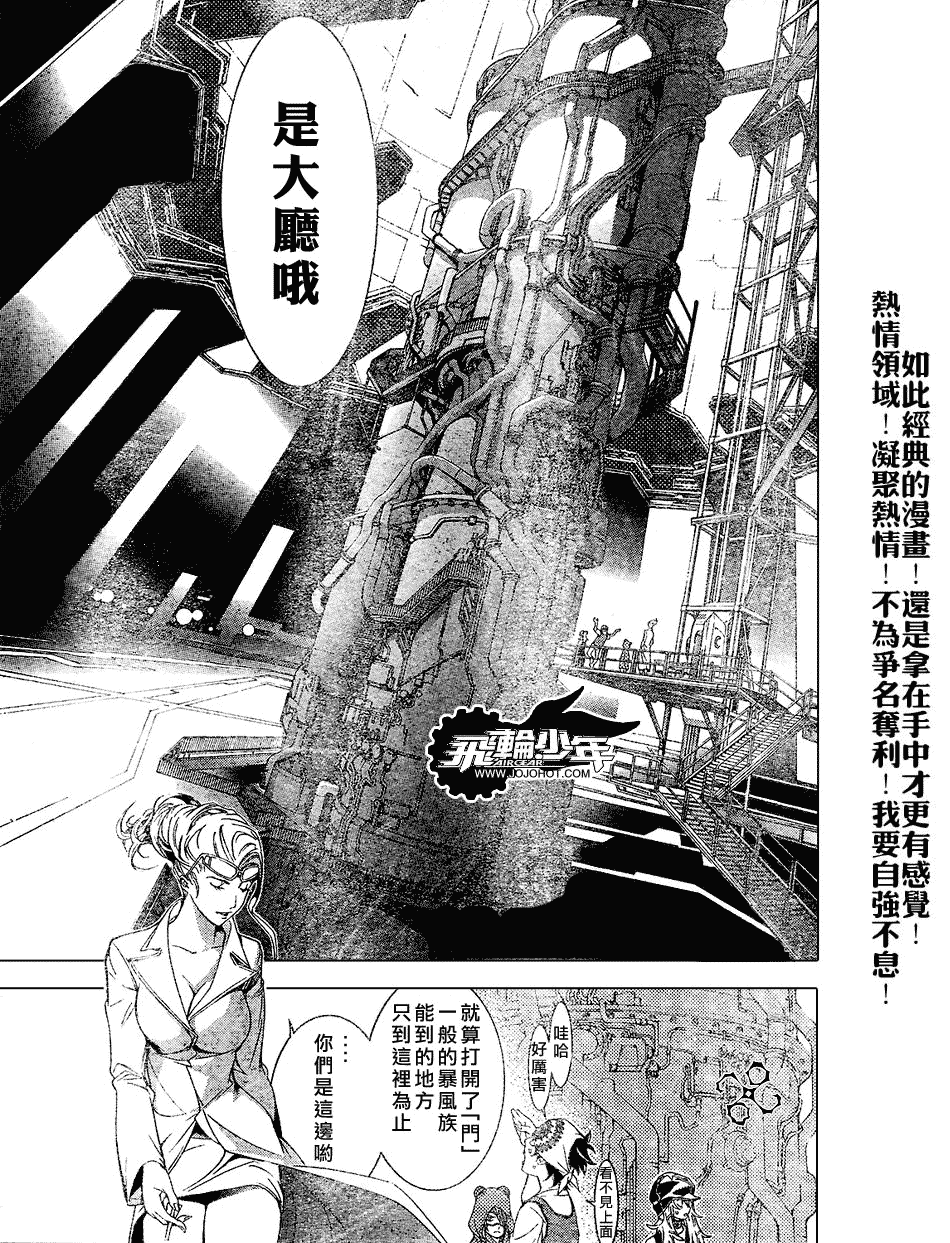 是大廳哦
如此經典的漫畫！還是拿在手中才更有感覺！
熱情領域！凝聚熱情！不為爭名奪利！我要自強不息！
飛輪少年
AIRGEAR
WWW.JOJOHOT.COM
哇哈
好厲害
看不見上面
就算打開了「門」
一般的暴風族
能到的地方
只到這裡為止
‥‥
你們是這邊喲